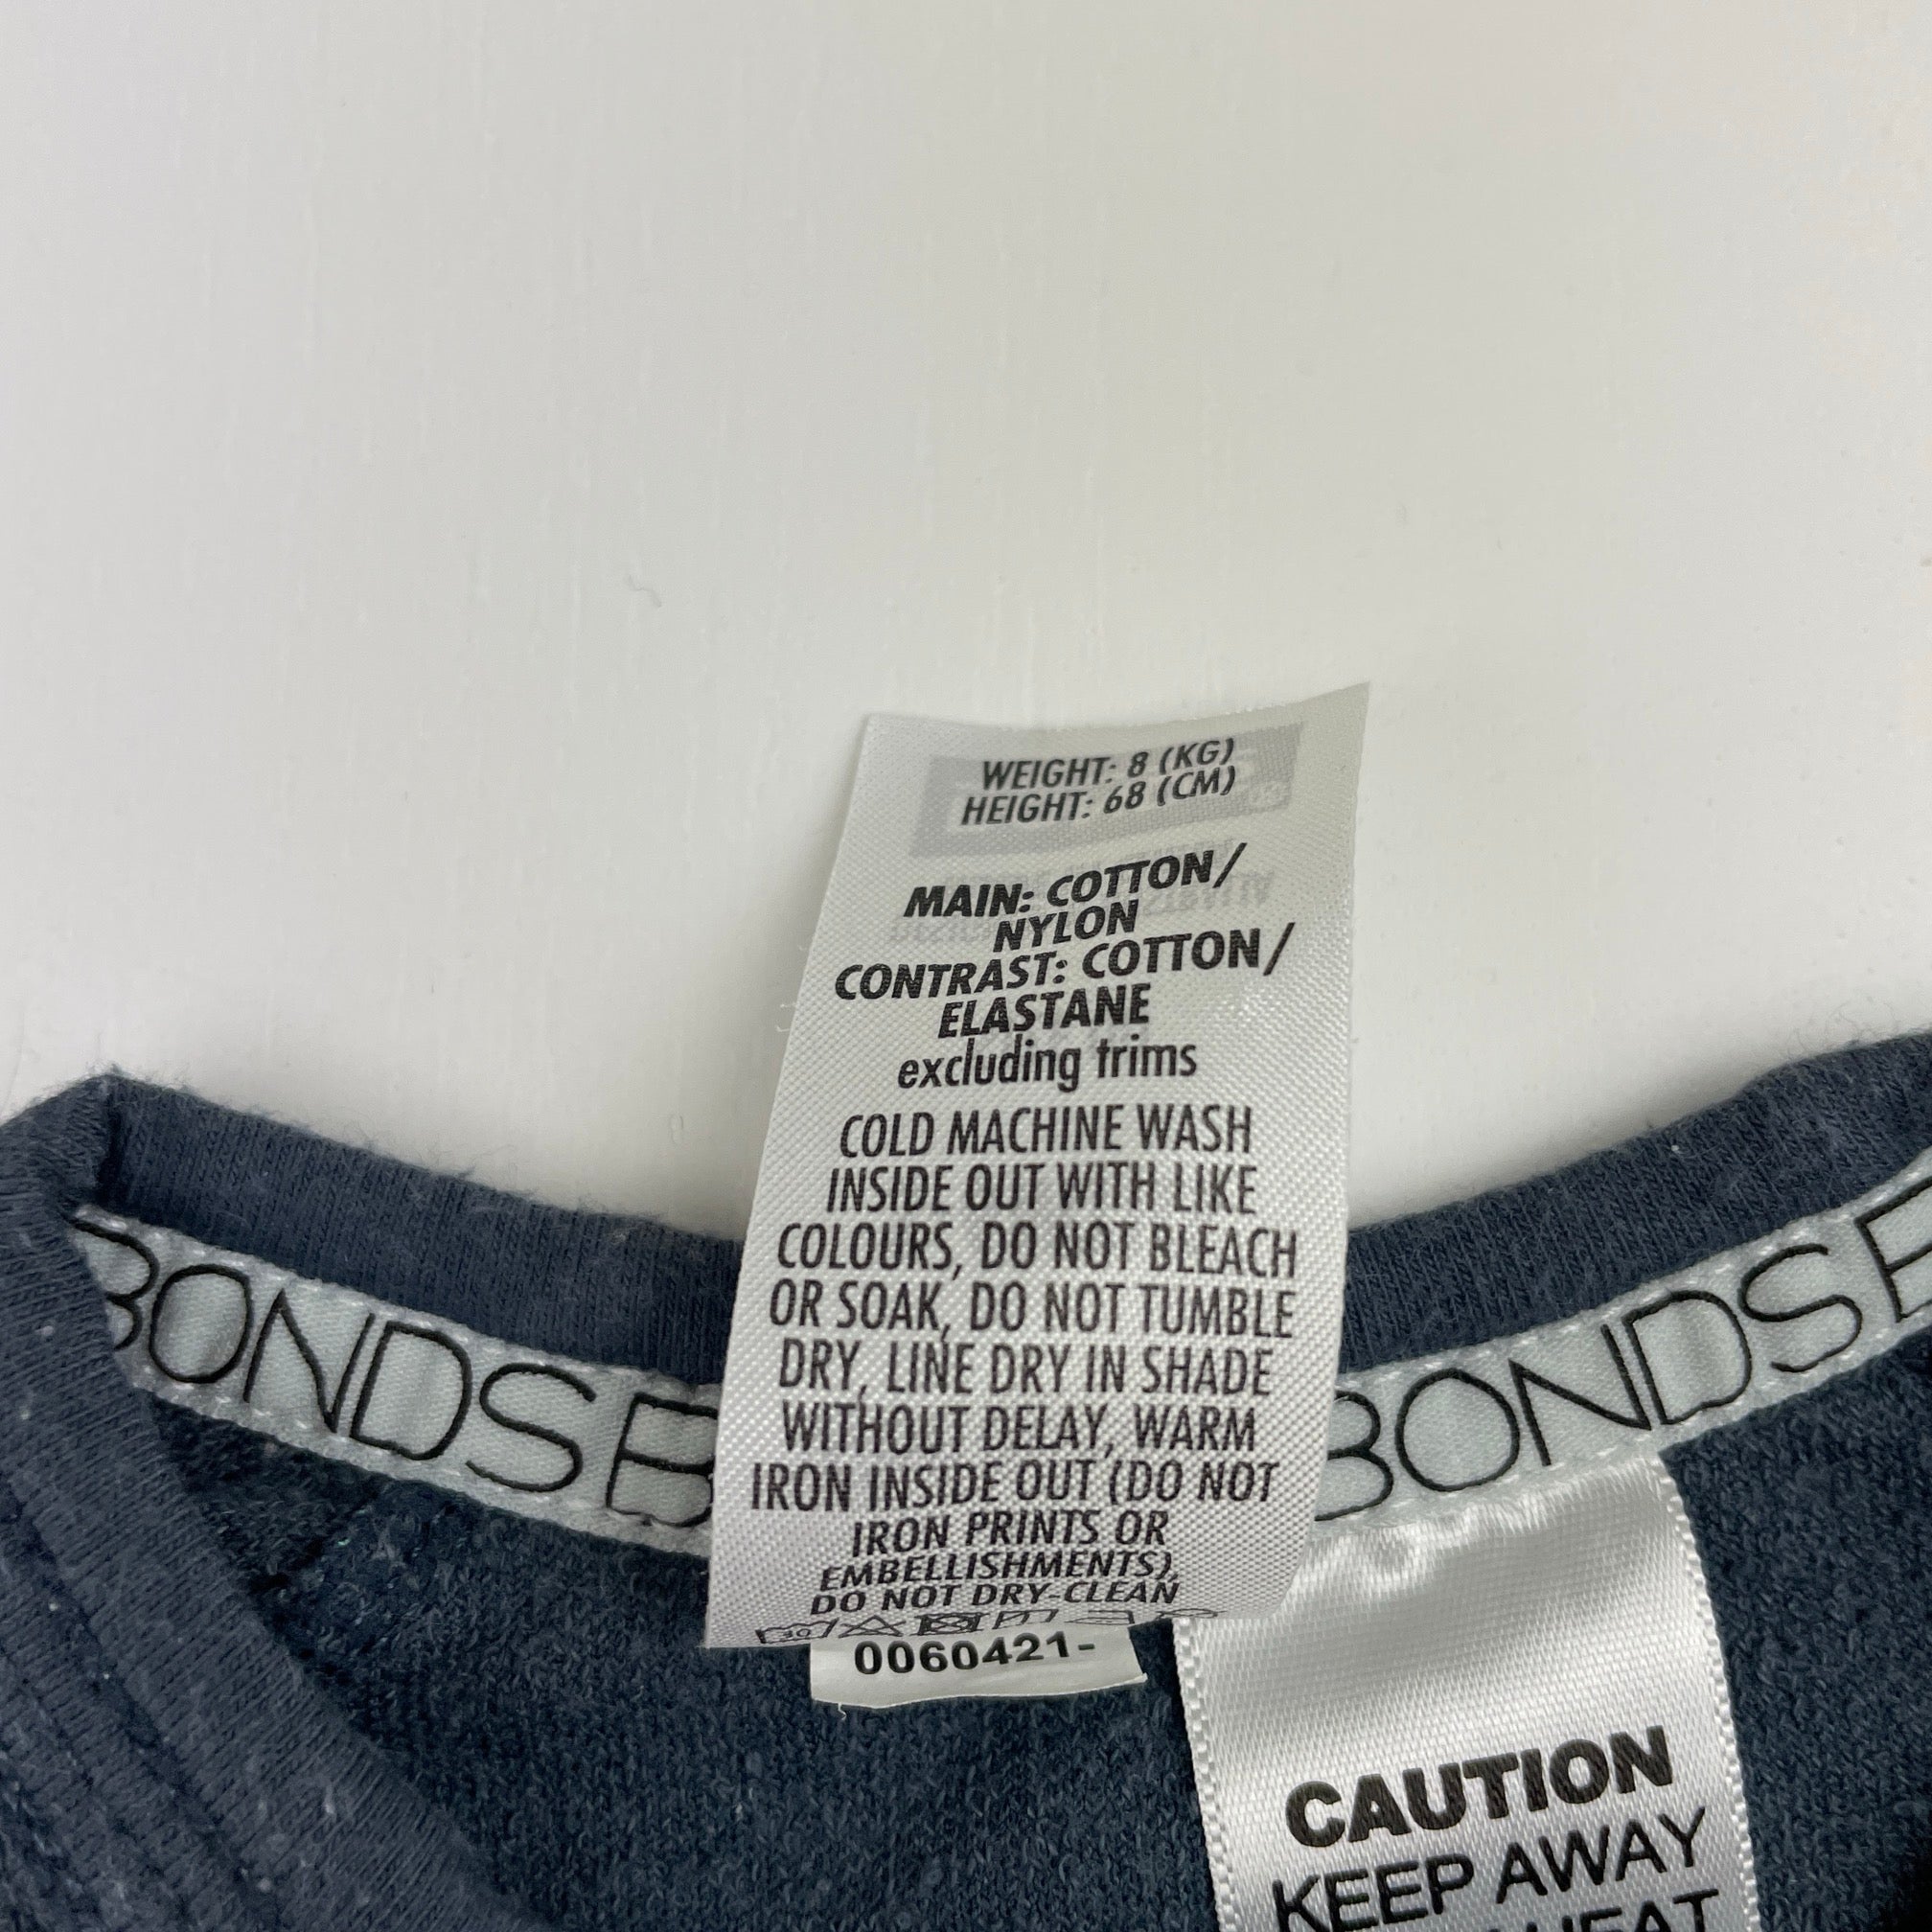 WEIGHT: 8 (KG)
HEIGHT: 68 (CM)
MAIN: COTTON/
NYLON
CONTRAST: COTTON/
ELASTANE
excluding trims
COLD MACHINE WASH
INSIDE OUT WITH LIKE
COLOURS, DO NOT BLEACH
OR SOAK, DO NOT TUMBLE
DRY, LINE DRY IN SHADE
WITHOUT DELAY, WARM
IRON INSIDE OUT (DO NOT
IRON PRINTS OR
EMBELLISHMENTS),
DO NOT DRY-CLEAN
30
0060421-
BONDS B
BONDS B
CAUTION
KEEP AWAY